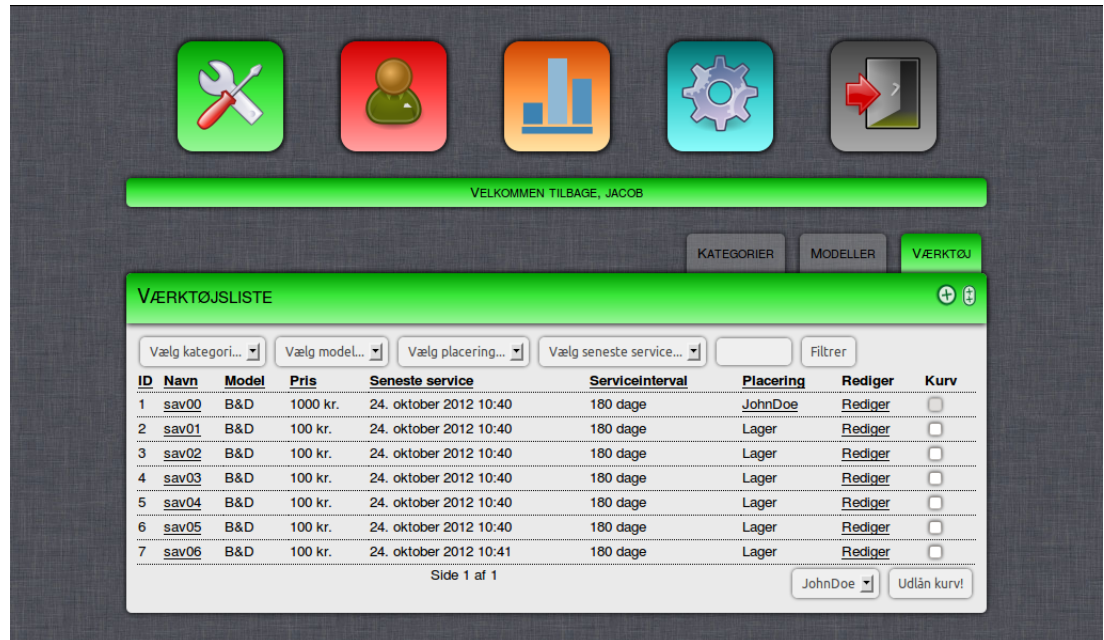 VELKOMMEN TILBAGE, JACOB
KATEGORIER MODELLER VÆRKTØJ
VÆRKTØJSLISTE
Vælg kategori... Vælg model... Vælg placering... Vælg seneste service... Filtrer
ID Navn Model Pris Seneste service Serviceinterval Placering Rediger Kurv
1 sav00 B&D 1000 kr. 24. oktober 2012 10:40 180 dage JohnDoe Rediger
2 sav01 B&D 100 kr. 24. oktober 2012 10:40 180 dage Lager Rediger
3 sav02 B&D 100 kr. 24. oktober 2012 10:40 180 dage Lager Rediger
4 sav03 B&D 100 kr. 24. oktober 2012 10:40 180 dage Lager Rediger
5 sav04 B&D 100 kr. 24. oktober 2012 10:40 180 dage Lager Rediger
6 sav05 B&D 100 kr. 24. oktober 2012 10:40 180 dage Lager Rediger
7 sav06 B&D 100 kr. 24. oktober 2012 10:41 180 dage Lager Rediger
Side 1 af 1
JohnDoe Udlån kurv!